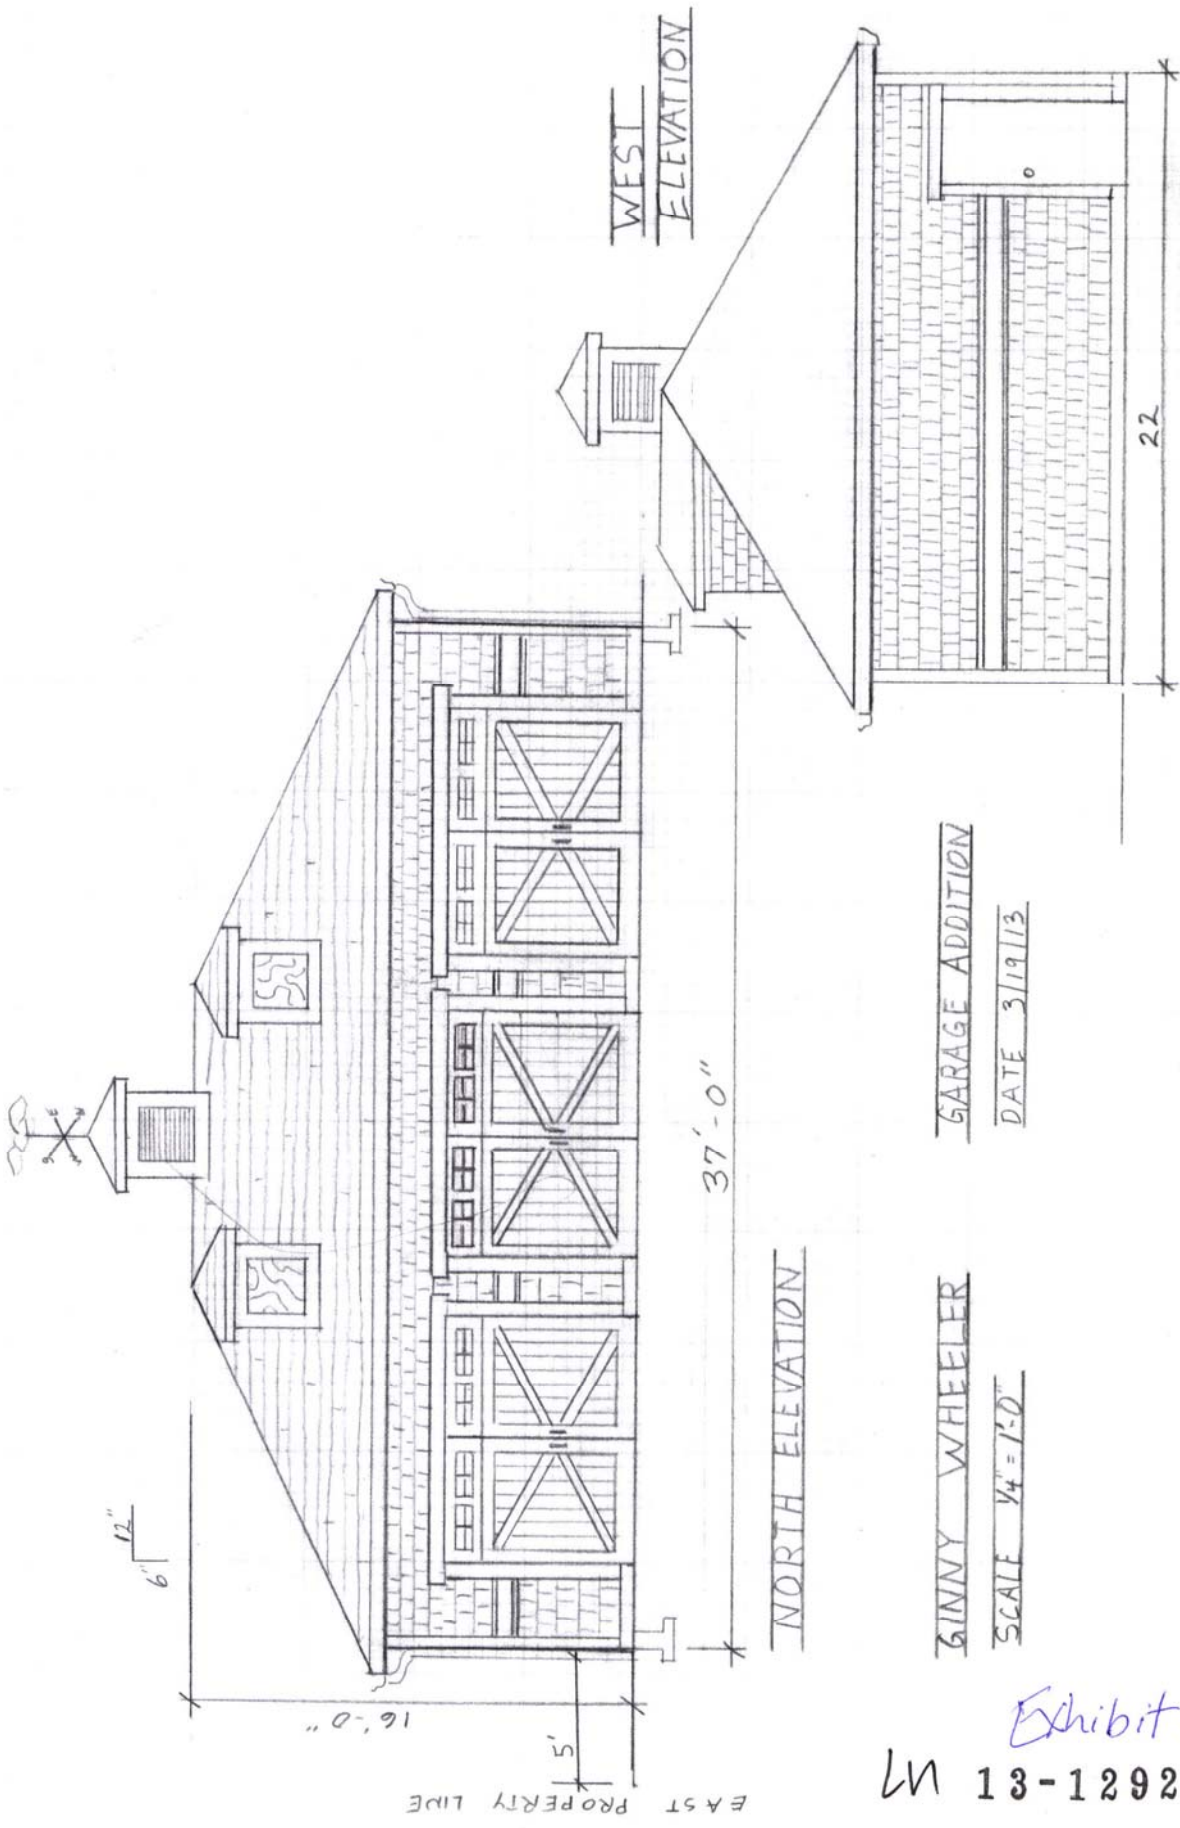 12"
6"
16'-0"
5'
EAST PROPERTY LINE
37'-0"
NORTH ELEVATION
WEST
ELEVATION
22
GINNY WHEELER
GARAGE ADDITION
SCALE 1/4" = 1'-0"
DATE 3/19/13
Exhibit
LN 13-1292